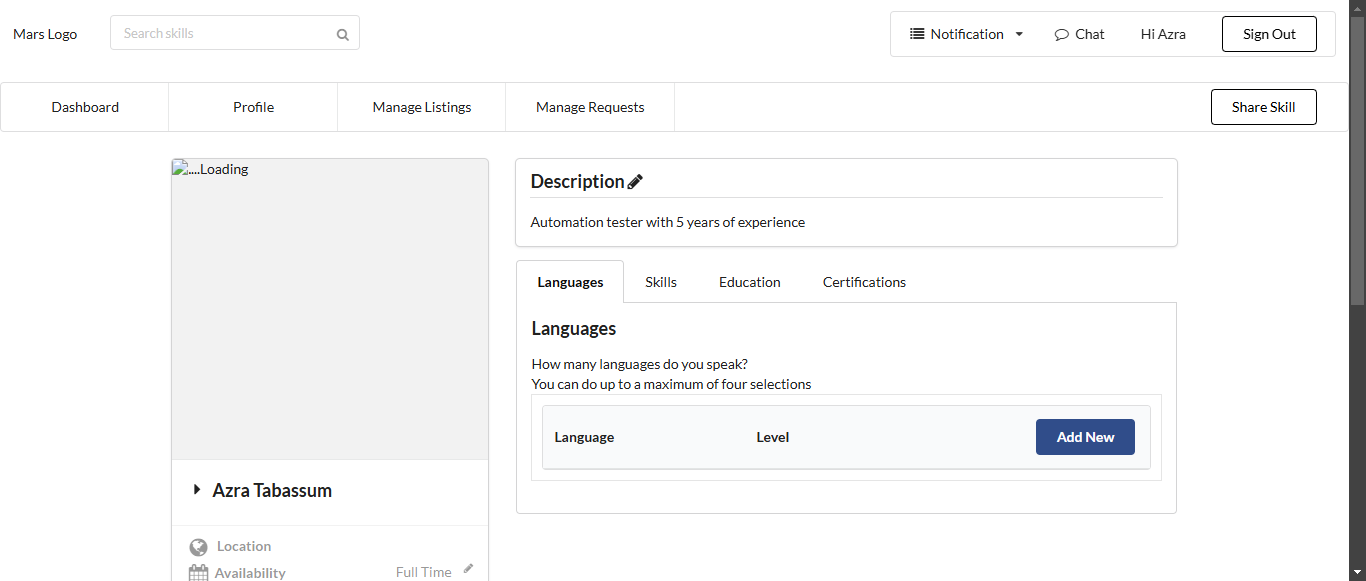 Mars Logo
Search skills
Notification
Chat
Hi Azra
Sign Out
Dashboard
Profile
Manage Listings
Manage Requests
Share Skill
....Loading
Description
Automation tester with 5 years of experience
Languages
Skills
Education
Certifications
Languages
How many languages do you speak?
You can do up to a maximum of four selections
Language
Level
Add New
Azra Tabassum
Location
Availability
Full Time